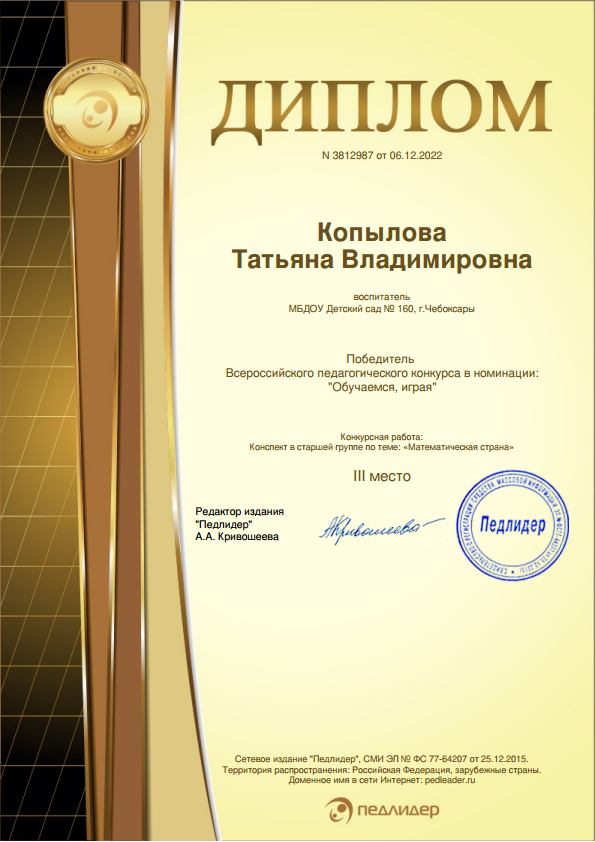 ДИПЛОМ
N 3812987 от 06.12.2022
Копылова
Татьяна Владимировна
воспитатель
МБДОУ Детский сад № 160, г.Чебоксары
Победитель
Всероссийского педагогического конкурса в номинации:
"Обучаемся, играя"
Конкурсная работа:
Конспект в старшей группе по теме: «Математическая страна»
III место
Редактор издания
"Педлидер"
А.А. Кривошеева
Педлидер
Сетевое издание "Педлидер", СМИ ЭЛ № ФС 77-64207 от 25.12.2015.
Территория распространения: Российская Федерация, зарубежные страны.
Доменное имя в сети Интернет: pedleader.ru
педлидер